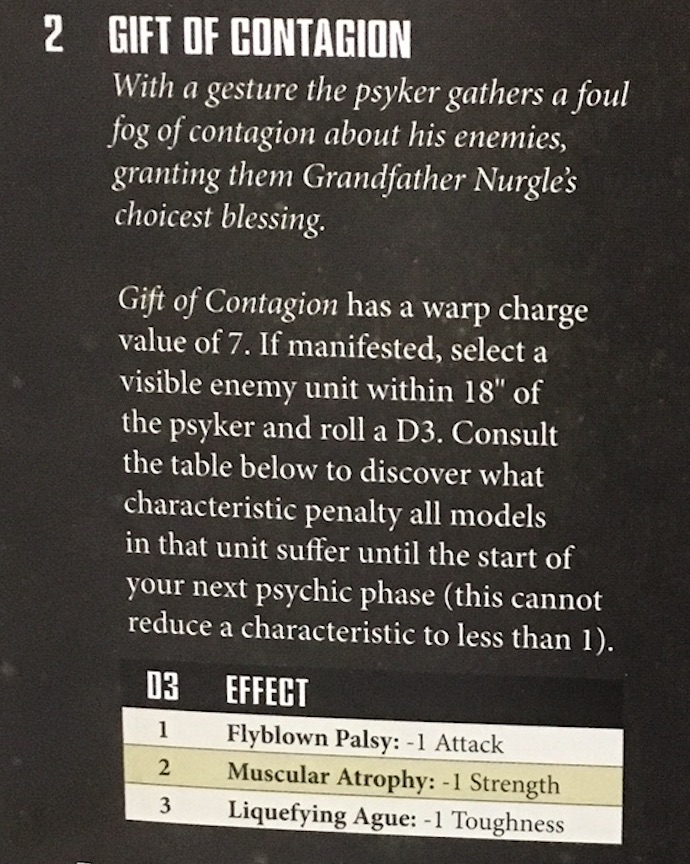 2 GIFT OF CONTAGION
With a gesture the psyker gathers a foul
fog of contagion about his enemies,
granting them Grandfather Nurgle's
choicest blessing.
Gift of Contagion has a warp charge
value of 7. If manifested, select a
visible enemy unit within 18" of
the psyker and roll a D3. Consult
the table below to discover what
characteristic penalty all models
in that unit suffer until the start of
your next psychic phase (this cannot
reduce a characteristic to less than 1).
D3 EFFECT
1 Flyblown Palsy: -1 Attack
2 Muscular Atrophy: -1 Strength
3 Liquefying Ague: -1 Toughness